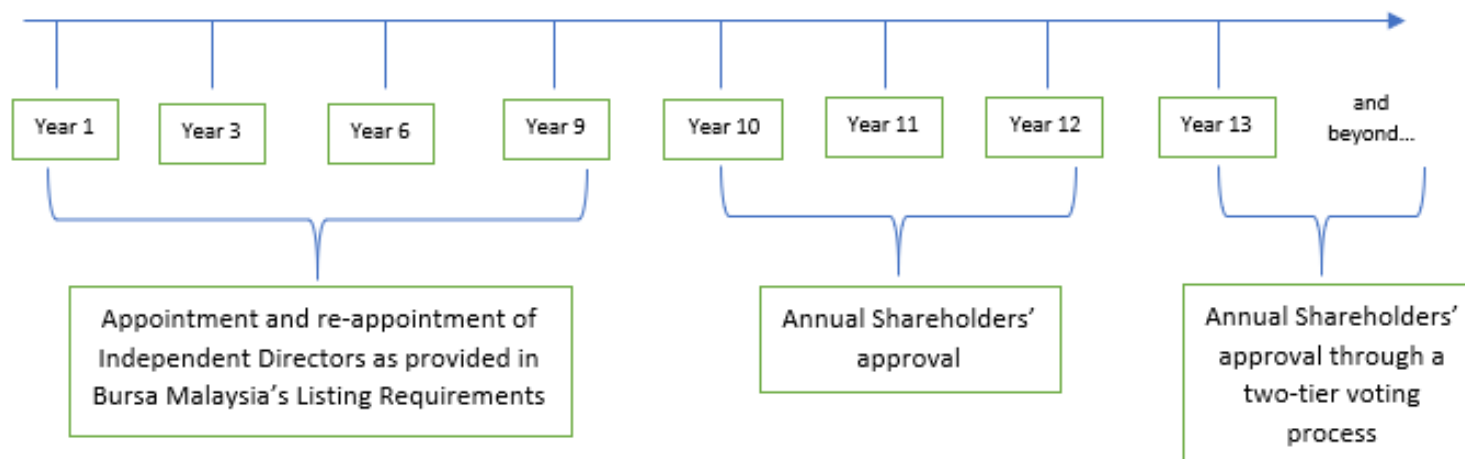 Year 1
Year 3
Year 6
Year 9
Year 10
Year 11
Year 12
Year 13
and
beyond...
Appointment and re-appointment of
Independent Directors as provided in
Bursa Malaysia’s Listing Requirements
Annual Shareholders’
approval
Annual Shareholders’
approval through a
two-tier voting
process